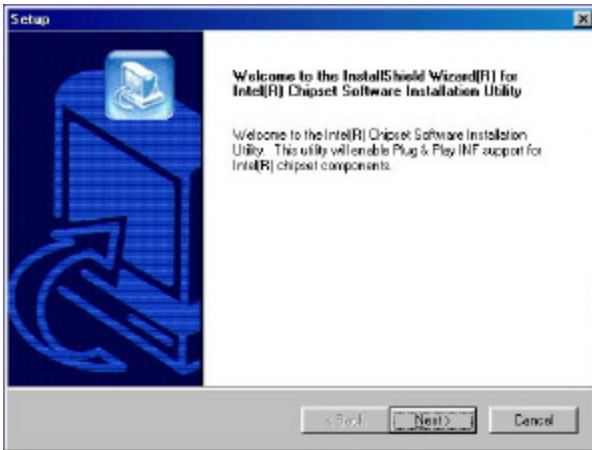 Setup
Welcome to the InstallShield Wizard(R) for
Intel(R) Chipset Software Installation Utility
Welcome to the Intel(R) Chipset Software Installation
Utility. This utility will enable Plug & Play INF support for
Intel(R) chipset components.
< Back
Next >
Cancel